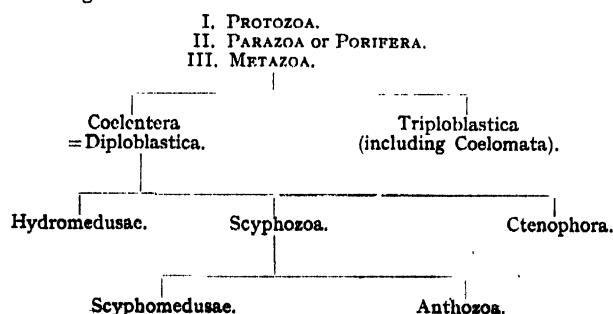 I. PROTOZOA.
II. PARAZOA or PORIFERA.
III. METAZOA.
Coelentera Triploblastica
=Diploblastica. (including Coelomata).
Hydromedusae. Scyphozoa. Ctenophora.
Scyphomedusae. Anthozoa.